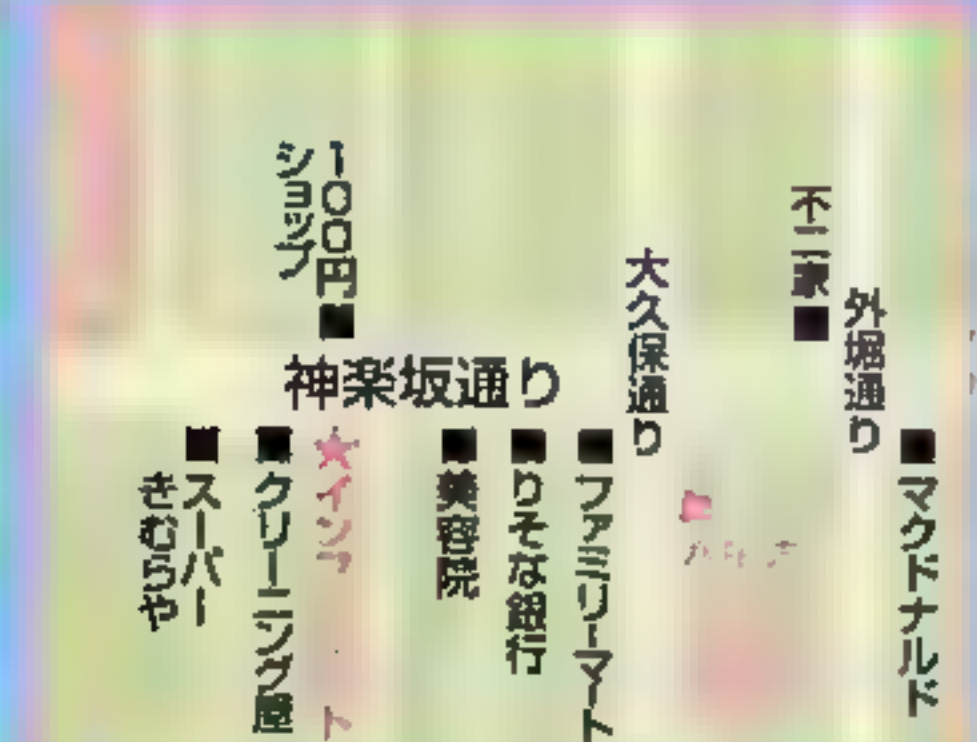 不二家
外堀通り
マクドナルド
大久保通り
ファミリーマート
りそな銀行
美容院
神楽坂通り
100円
ショップ
クリーニング屋
スーパー
きむらや